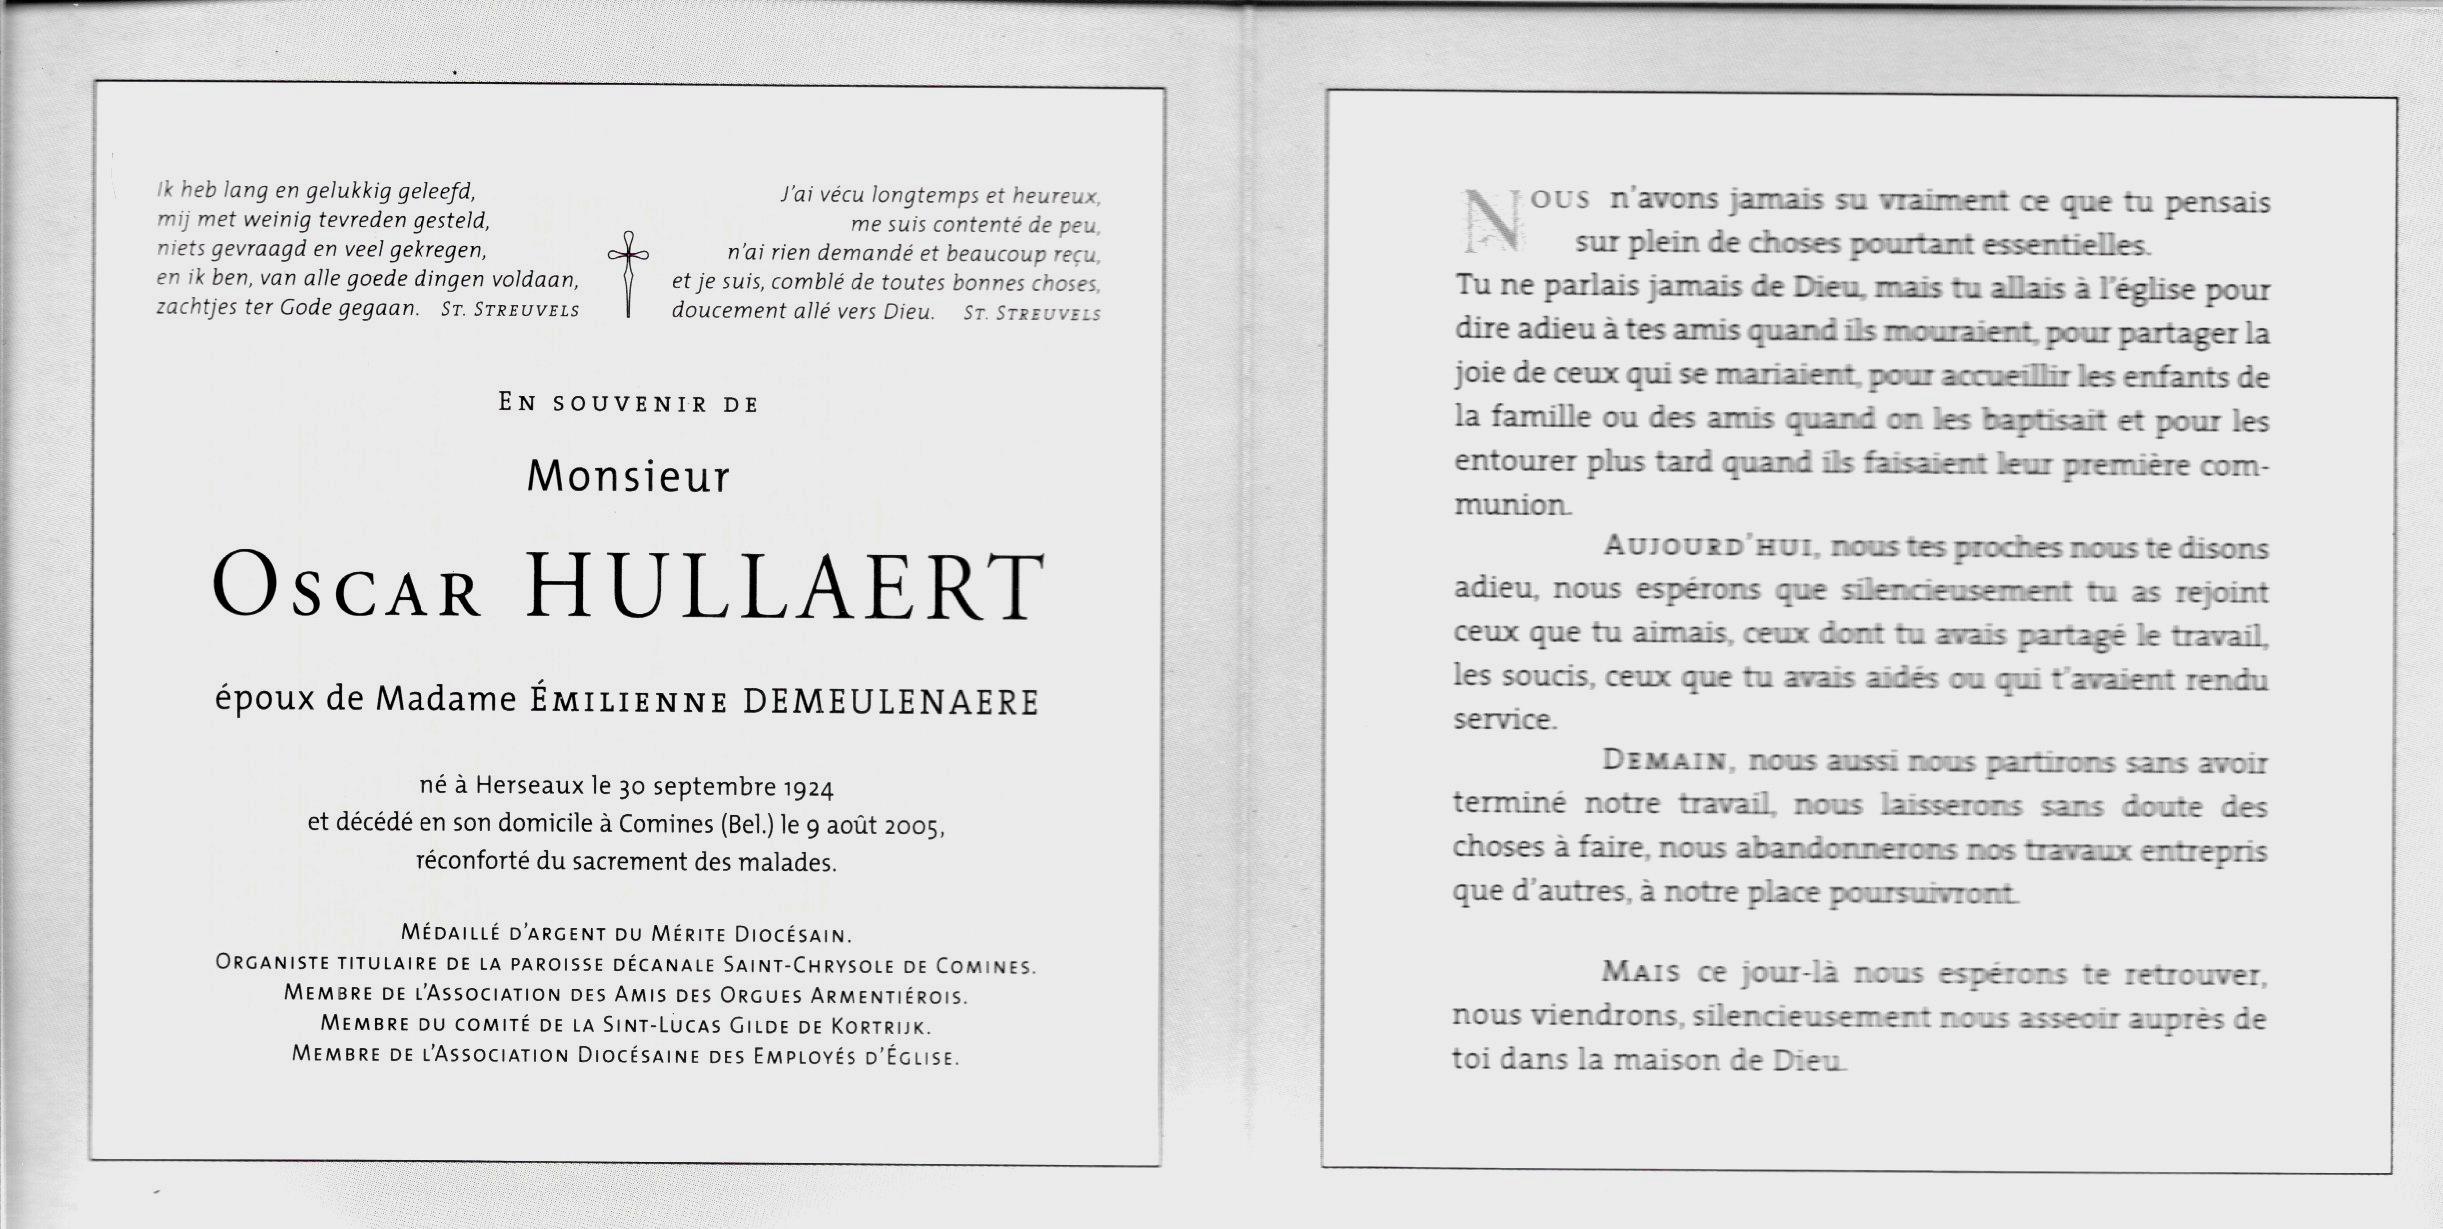 Ik heb lang en gelukkig geleefd,
mij met weinig tevreden gesteld,
niets gevraagd en veel gekregen,
en ik ben, van alle goede dingen voldaan,
zachtjes ter Gode gegaan. St. Streuvels
J'ai vécu longtemps et heureux,
me suis contenté de peu,
n'ai rien demandé et beaucoup reçu,
et je suis, comblé de toutes bonnes choses,
doucement allé vers Dieu. St. Streuvels
En souvenir de
Monsieur
Oscar HULLAERT
époux de Madame Émilienne DEMEULENAERE
né à Herseaux le 30 septembre 1924
et décédé en son domicile à Comines (Bel.) le 9 août 2005,
réconforté du sacrement des malades.
Médaillé d'argent du Mérite Diocésain.
Organiste titulaire de la paroisse décanale Saint-Chrysole de Comines.
Membre de l'Association des Amis des Orgues Armentiérois.
Membre du comité de la Sint-Lucas Gilde de Kortrijk.
Membre de l'Association Diocésaine des Employés d'Église.
Nous n'avons jamais su vraiment ce que tu pensais
sur plein de choses pourtant essentielles.
Tu ne parlais jamais de Dieu, mais tu allais à l'église pour
dire adieu à tes amis quand ils mouraient, pour partager la
joie de ceux qui se mariaient, pour accueillir les enfants de
la famille ou des amis quand on les baptisait et pour les
entourer plus tard quand ils faisaient leur première com-
munion.
Aujourd'hui, nous tes proches nous te disons
adieu, nous espérons que silencieusement tu as rejoint
ceux que tu aimais, ceux dont tu avais partagé le travail,
les soucis, ceux que tu avais aidés ou qui t'avaient rendu
service.
Demain, nous aussi nous partirons sans avoir
terminé notre travail, nous laisserons sans doute des
choses à faire, nous abandonnerons nos travaux entrepris
que d'autres, à notre place poursuivront.
Mais ce jour-là nous espérons te retrouver,
nous viendrons, silencieusement nous asseoir auprès de
toi dans la maison de Dieu.